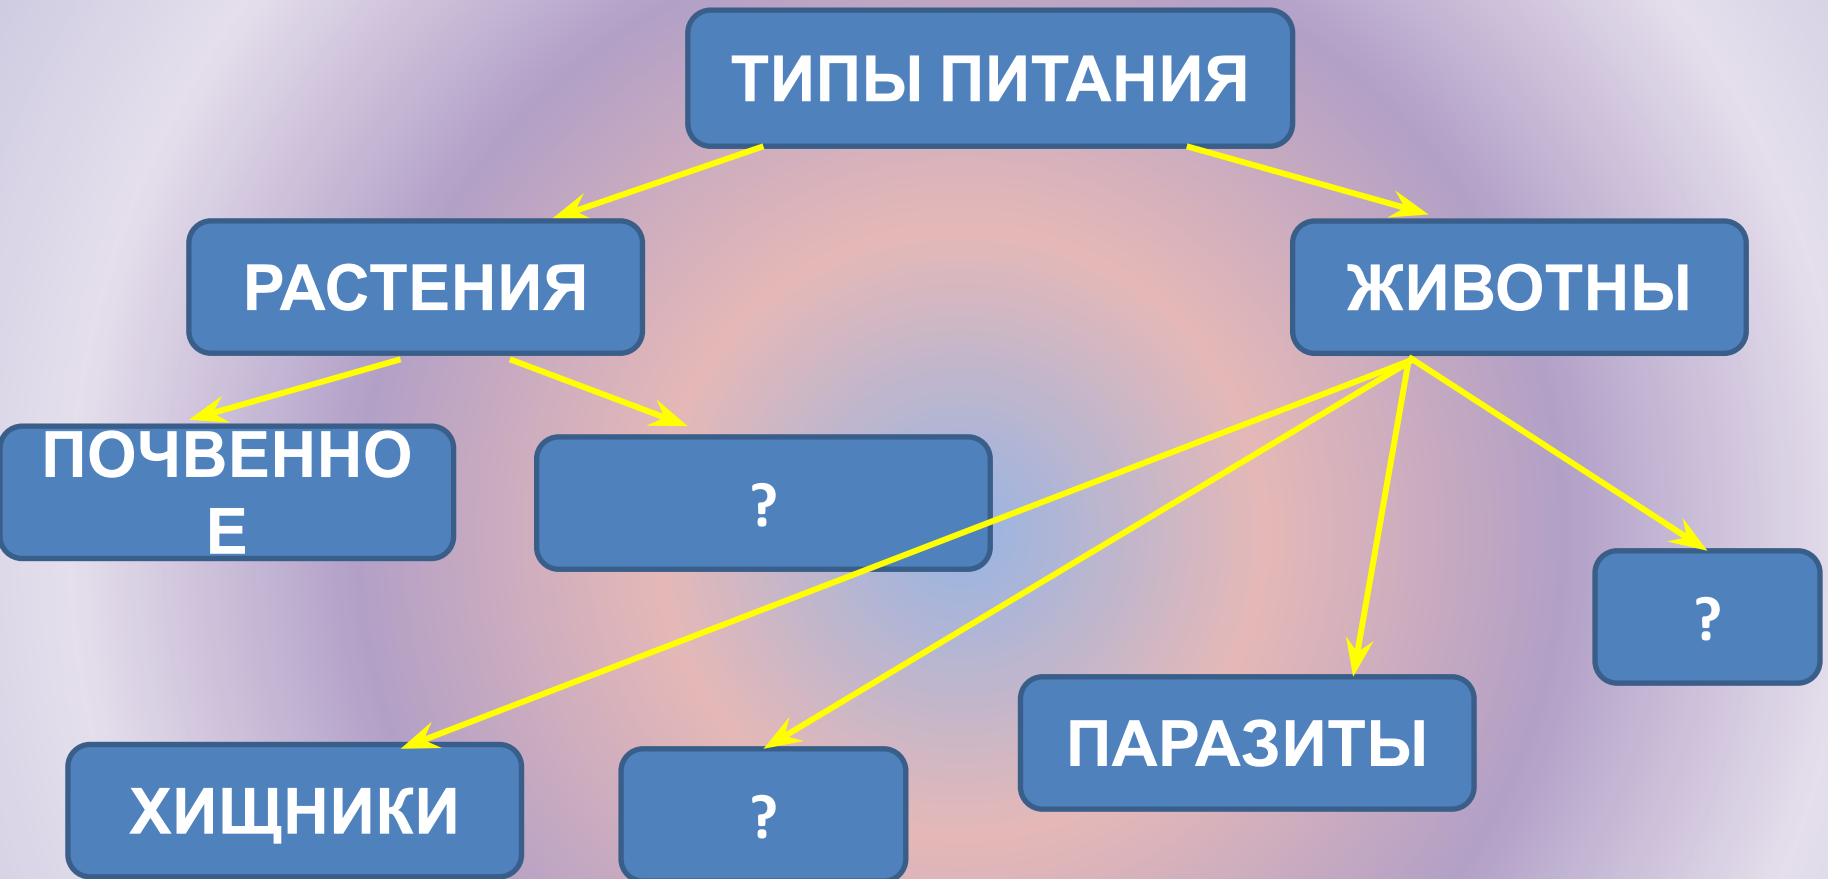 ТИПЫ ПИТАНИЯ
РАСТЕНИЯ
ЖИВОТНЫ
ПОЧВЕННО
Е
?
?
ПАРАЗИТЫ
ХИЩНИКИ
?